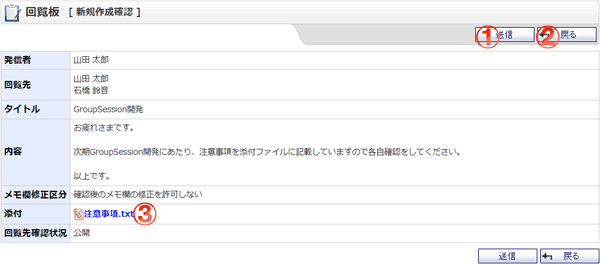 回覧板 [ 新規作成確認 ]
① 送信 ② 戻る
発信者 山田 太郎
回覧先 山田 太郎
石橋 鈴音
タイトル GroupSession開発
内容 お疲れさまです。
次期GroupSession開発にあたり、注意事項を添付ファイルに記載していますので各自確認をしてください。
以上です。
メモ欄修正区分 確認後のメモ欄の修正を許可しない
添付 注意事項.txt ③
回覧先確認状況 公開
送信 戻る